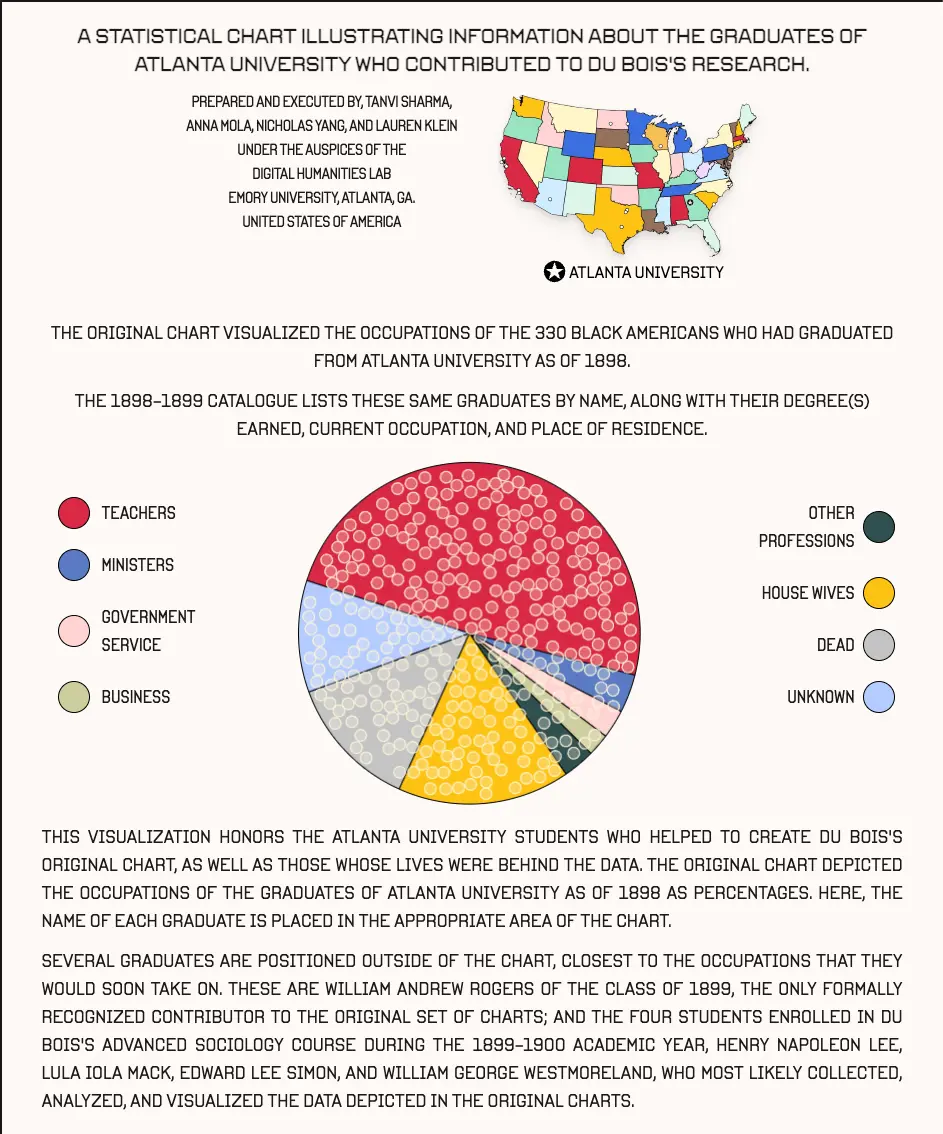 A STATISTICAL CHART ILLUSTRATING INFORMATION ABOUT THE GRADUATES OF
ATLANTA UNIVERSITY WHO CONTRIBUTED TO DU BOIS'S RESEARCH.
PREPARED AND EXECUTED BY, TANVI SHARMA,
ANNA MOLA, NICHOLAS YANG, AND LAUREN KLEIN
UNDER THE AUSPICES OF THE
DIGITAL HUMANITIES LAB
EMORY UNIVERSITY, ATLANTA, GA.
UNITED STATES OF AMERICA
ATLANTA UNIVERSITY
THE ORIGINAL CHART VISUALIZED THE OCCUPATIONS OF THE 330 BLACK AMERICANS WHO HAD GRADUATED
FROM ATLANTA UNIVERSITY AS OF 1898.
THE 1898–1899 CATALOGUE LISTS THESE SAME GRADUATES BY NAME, ALONG WITH THEIR DEGREE(S)
EARNED, CURRENT OCCUPATION, AND PLACE OF RESIDENCE.
TEACHERS
MINISTERS
GOVERNMENT
SERVICE
BUSINESS
OTHER
PROFESSIONS
HOUSE WIVES
DEAD
UNKNOWN
THIS VISUALIZATION HONORS THE ATLANTA UNIVERSITY STUDENTS WHO HELPED TO CREATE DU BOIS'S
ORIGINAL CHART, AS WELL AS THOSE WHOSE LIVES WERE BEHIND THE DATA. THE ORIGINAL CHART DEPICTED
THE OCCUPATIONS OF THE GRADUATES OF ATLANTA UNIVERSITY AS OF 1898 AS PERCENTAGES. HERE, THE
NAME OF EACH GRADUATE IS PLACED IN THE APPROPRIATE AREA OF THE CHART.
SEVERAL GRADUATES ARE POSITIONED OUTSIDE OF THE CHART, CLOSEST TO THE OCCUPATIONS THAT THEY
WOULD SOON TAKE ON. THESE ARE WILLIAM ANDREW ROGERS OF THE CLASS OF 1899, THE ONLY FORMALLY
RECOGNIZED CONTRIBUTOR TO THE ORIGINAL SET OF CHARTS; AND THE FOUR STUDENTS ENROLLED IN DU
BOIS'S ADVANCED SOCIOLOGY COURSE DURING THE 1899–1900 ACADEMIC YEAR, HENRY NAPOLEON LEE,
LULA IOLA MACK, EDWARD LEE SIMON, AND WILLIAM GEORGE WESTMORELAND, WHO MOST LIKELY COLLECTED,
ANALYZED, AND VISUALIZED THE DATA DEPICTED IN THE ORIGINAL CHARTS.